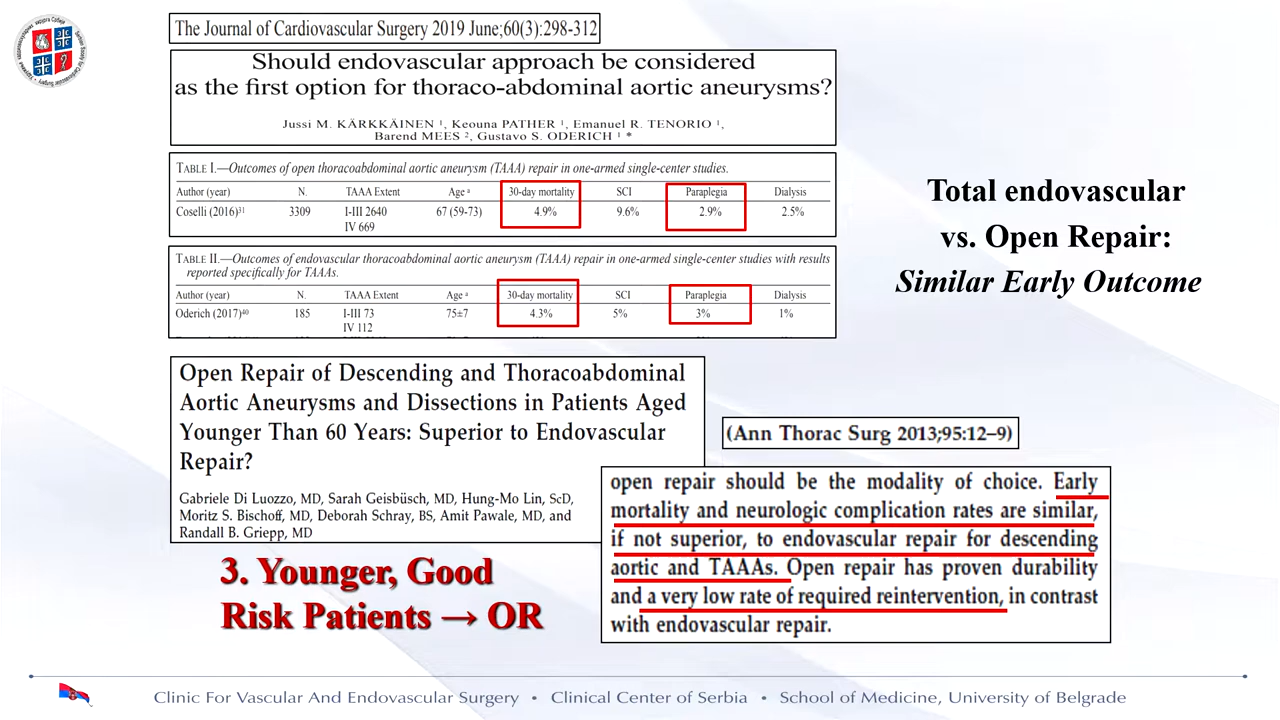 The Journal of Cardiovascular Surgery 2019 June;60(3):298-312
Should endovascular approach be considered
as the first option for thoraco-abdominal aortic aneurysms?
Jussi M. KÄRKKÄINEN ¹, Keouna PATHER ¹, Emanuel R. TENORIO ¹,
Barend MEES ², Gustavo S. ODERICH ¹ *
TABLE I.—Outcomes of open thoracoabdominal aortic aneurysm (TAAA) repair in one-armed single-center studies.
Author (year) N. TAAA Extent Age ª 30-day mortality SCI Paraplegia Dialysis
Coselli (2016)³¹ 3309 I-III 2640 67 (59-73) 4.9% 9.6% 2.9% 2.5%
IV 669
TABLE II.—Outcomes of endovascular thoracoabdominal aortic aneurysm (TAAA) repair in one-armed single-center studies with results
reported specifically for TAAAs.
Author (year) N. TAAA Extent Age ª 30-day mortality SCI Paraplegia Dialysis
Oderich (2017)⁴⁰ 185 I-III 73 75±7 4.3% 5% 3% 1%
IV 112
Total endovascular
vs. Open Repair:
Similar Early Outcome
Open Repair of Descending and Thoracoabdominal
Aortic Aneurysms and Dissections in Patients Aged
Younger Than 60 Years: Superior to Endovascular
Repair?
Gabriele Di Luozzo, MD, Sarah Geisbüsch, MD, Hung-Mo Lin, ScD,
Moritz S. Bischoff, MD, Deborah Schray, BS, Amit Pawale, MD, and
Randall B. Griepp, MD
(Ann Thorac Surg 2013;95:12–9)
open repair should be the modality of choice. Early
mortality and neurologic complication rates are similar,
if not superior, to endovascular repair for descending
aortic and TAAAs. Open repair has proven durability
and a very low rate of required reintervention, in contrast
with endovascular repair.
3. Younger, Good
Risk Patients → OR
Clinic For Vascular And Endovascular Surgery • Clinical Center of Serbia • School of Medicine, University of Belgrade